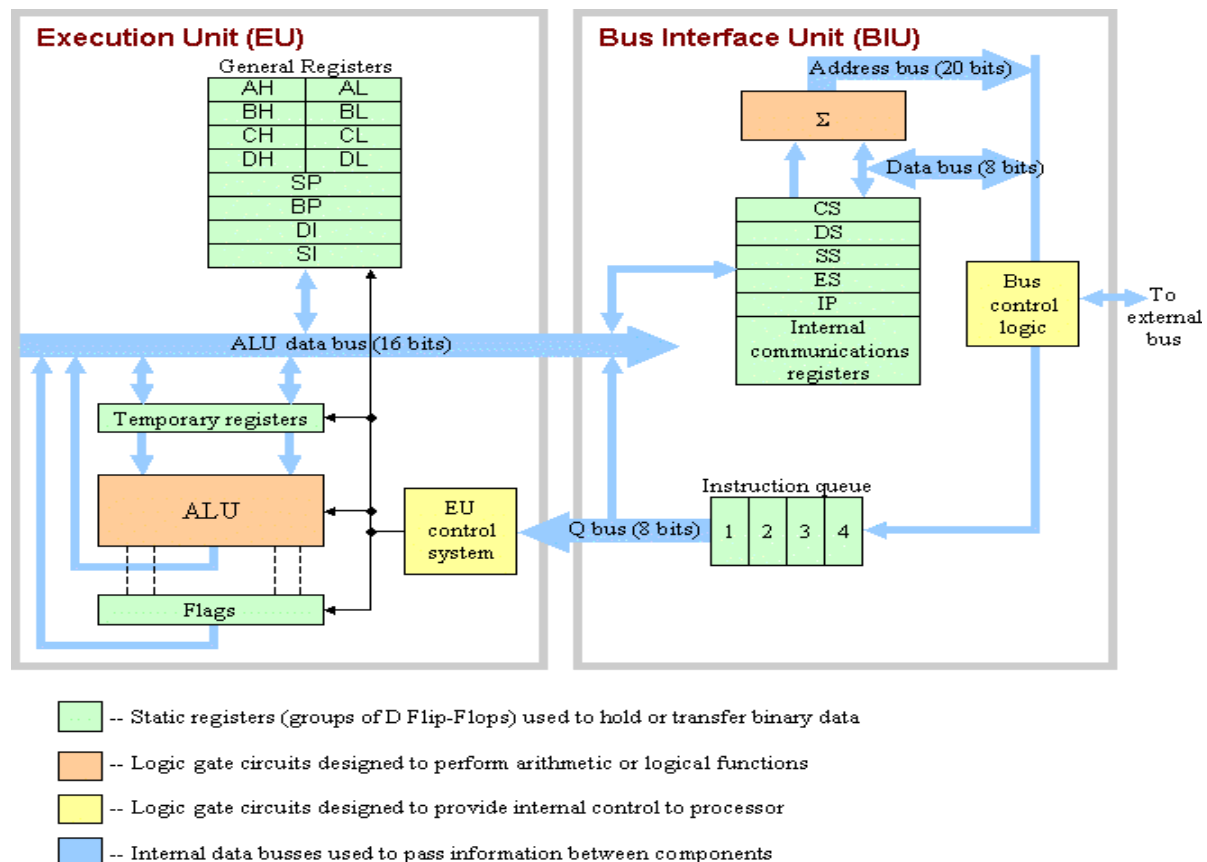 Execution Unit (EU)
General Registers
AH AL
BH BL
CH CL
DH DL
SP
BP
DI
SI
ALU data bus (16 bits)
Temporary registers
ALU
Flags
EU
control
system
Bus Interface Unit (BIU)
Address bus (20 bits)
Σ
Data bus (8 bits)
CS
DS
SS
ES
IP
Internal
communications
registers
Bus
control
logic
To
external
bus
Instruction queue
1 2 3 4
Q bus (8 bits)
-- Static registers (groups of D Flip-Flops) used to hold or transfer binary data
-- Logic gate circuits designed to perform arithmetic or logical functions
-- Logic gate circuits designed to provide internal control to processor
-- Internal data busses used to pass information between components